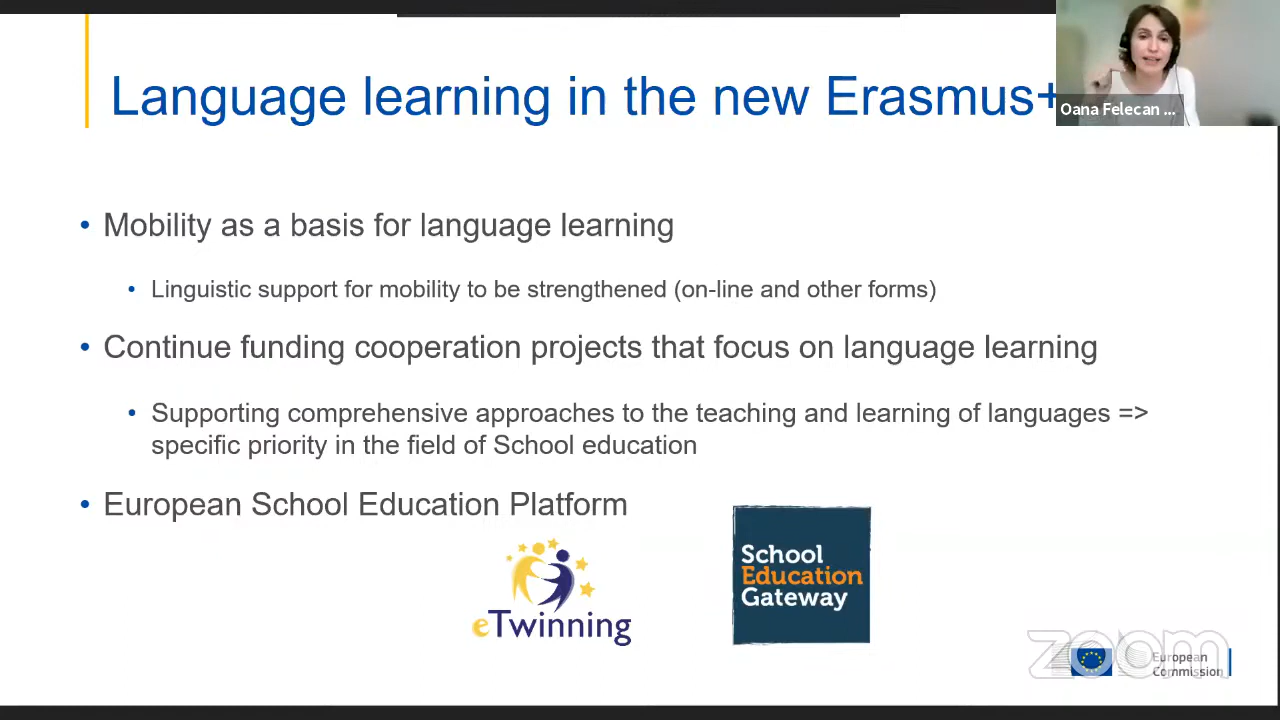 Language learning in the new Erasmus+
Oana Felecan ...
• Mobility as a basis for language learning
• Linguistic support for mobility to be strengthened (on-line and other forms)
• Continue funding cooperation projects that focus on language learning
• Supporting comprehensive approaches to the teaching and learning of languages =>
specific priority in the field of School education
• European School Education Platform
eTwinning
School
Education
Gateway
zoom
European
Commission